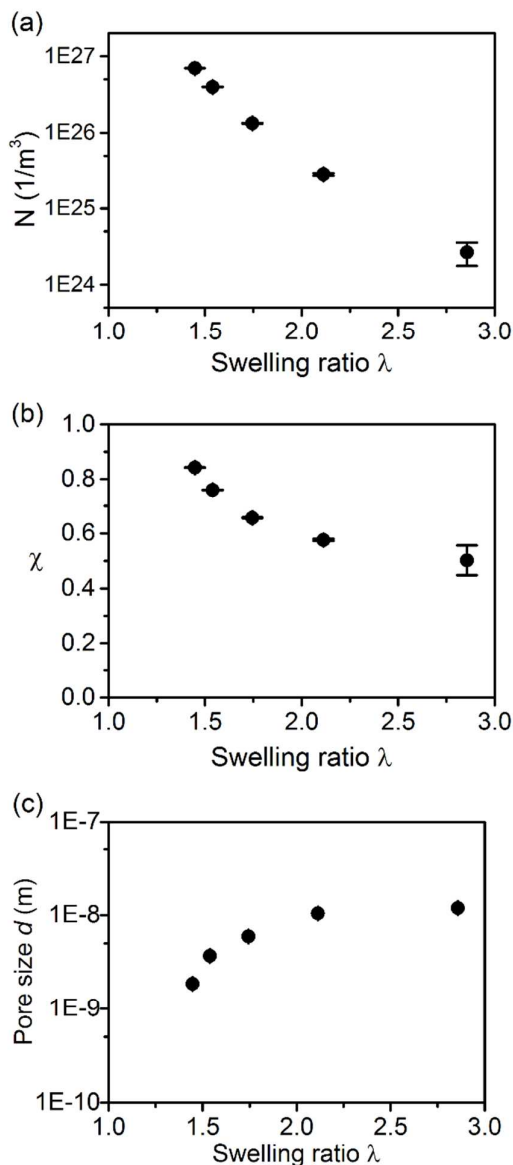 (a)
1E27
1E26
1E25
1E24
N (1/m³)
1.0 1.5 2.0 2.5 3.0
Swelling ratio λ
(b)
1.0
0.8
0.6
0.4
0.2
0.0
χ
1.0 1.5 2.0 2.5 3.0
Swelling ratio λ
(c)
1E-7
1E-8
1E-9
1E-10
Pore size d (m)
1.0 1.5 2.0 2.5 3.0
Swelling ratio λ